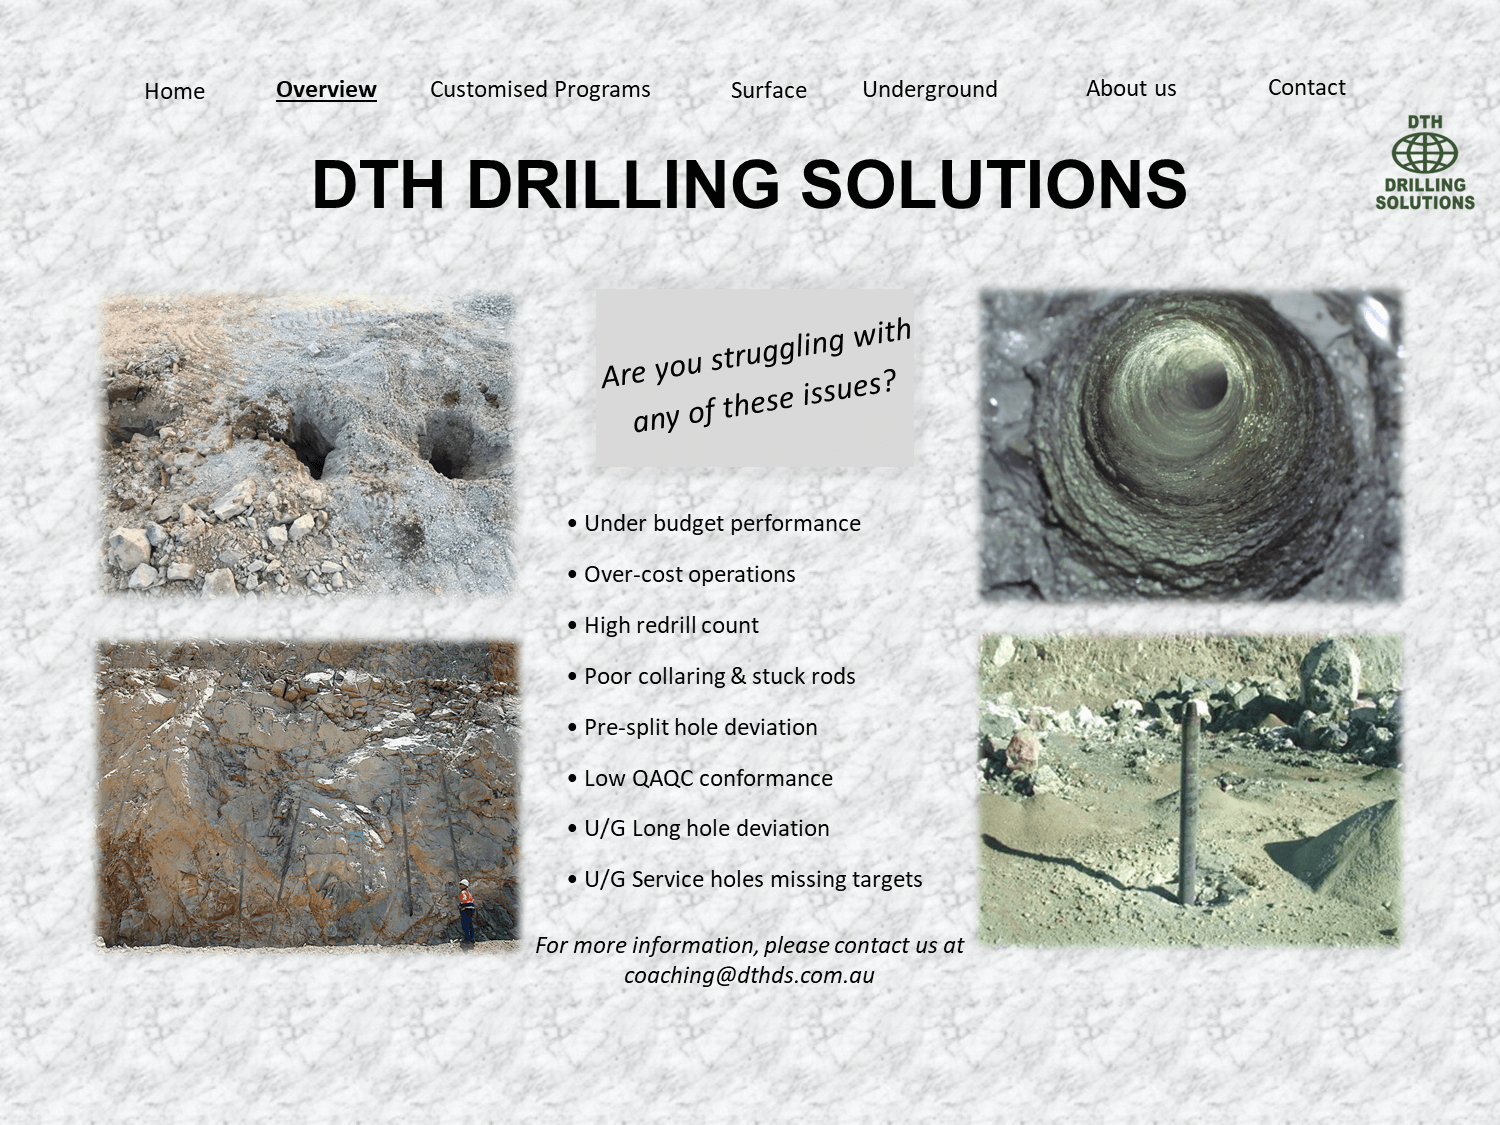 Home Overview Customised Programs Surface Underground About us Contact
DTH
DRILLING
SOLUTIONS
DTH DRILLING SOLUTIONS
Are you struggling with
any of these issues?
• Under budget performance
• Over-cost operations
• High redrill count
• Poor collaring & stuck rods
• Pre-split hole deviation
• Low QAQC conformance
• U/G Long hole deviation
• U/G Service holes missing targets
For more information, please contact us at
coaching@dthds.com.au